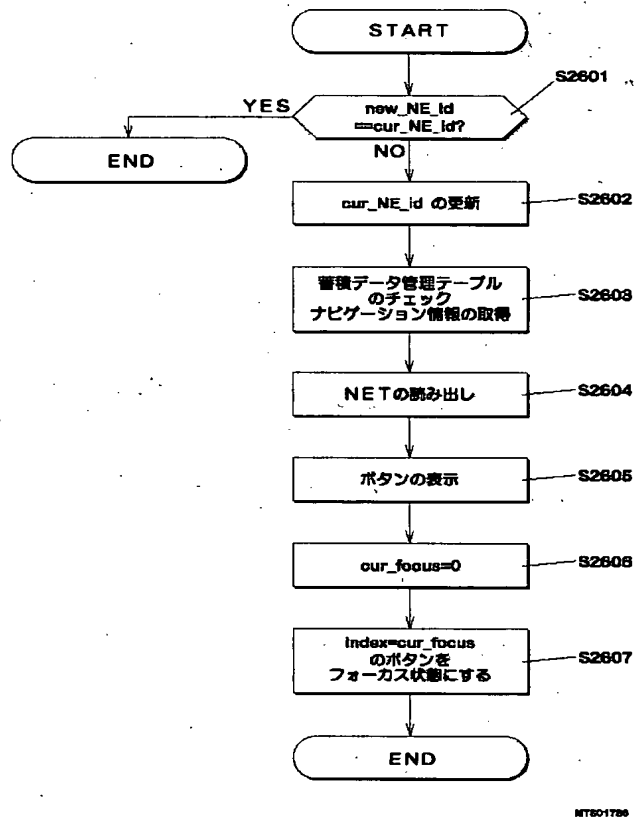 START
S2601
new_NE_id
==cur_NE_id?
YES
END
NO
cur_NE_id の更新
S2602
蓄積データ管理テーブル
のチェック
ナビゲーション情報の取得
S2603
NETの読み出し
S2604
ボタンの表示
S2605
cur_focus=0
S2606
index=cur_focus
のボタンを
フォーカス状態にする
S2607
END
MTS01786